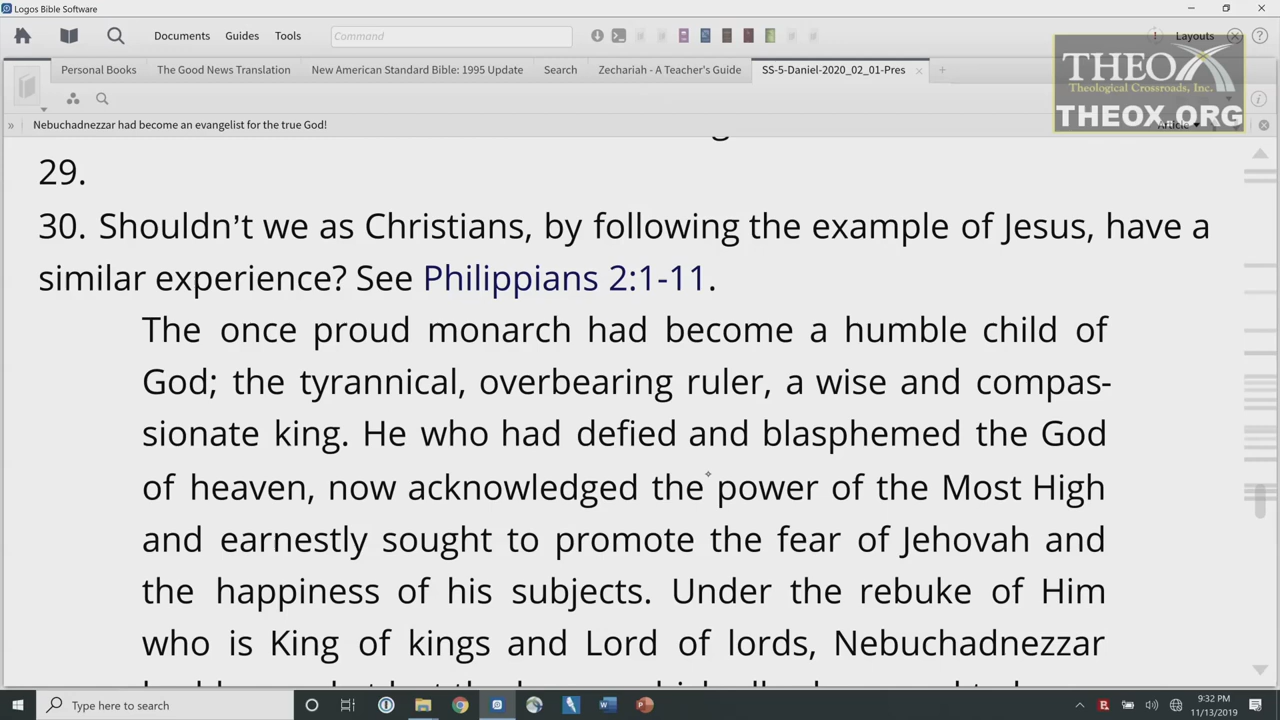 Logos Bible Software
Documents Guides Tools Command Layouts
THEOX
Theological Crossroads, Inc.
THEOX.ORG
Personal Books The Good News Translation New American Standard Bible: 1995 Update Search Zechariah - A Teacher's Guide SS-5-Daniel-2020_02_01-Pres
Nebuchadnezzar had become an evangelist for the true God! Article
29.
30. Shouldn't we as Christians, by following the example of Jesus, have a
similar experience? See Philippians 2:1-11.
The once proud monarch had become a humble child of
God; the tyrannical, overbearing ruler, a wise and compas-
sionate king. He who had defied and blasphemed the God
of heaven, now acknowledged the power of the Most High
and earnestly sought to promote the fear of Jehovah and
the happiness of his subjects. Under the rebuke of Him
who is King of kings and Lord of lords, Nebuchadnezzar
Type here to search
9:32 PM
11/13/2019